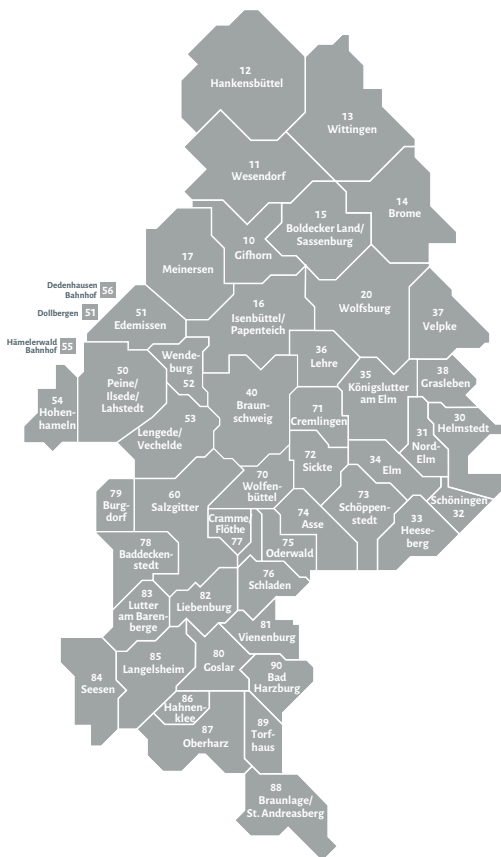 12
Hankensbüttel
13
Wittingen
11
Wesendorf
14
Brome
15
Boldecker Land/
Sassenburg
10
Gifhorn
17
Meinersen
Dedenhausen
Bahnhof 56
Dollbergen 51
51
Edemissen
16
Isenbüttel/
Papenteich
20
Wolfsburg
37
Velpke
Hämelerwald
Bahnhof 55
50
Peine/
Ilsede/
Lahstedt
Wende-
burg
52
36
Lehre
35
Königslutter
am Elm
38
Grasleben
54
Hohen-
hameln
53
Lengede/
Vechelde
40
Braun-
schweig
71
Cremlingen
30
Helmstedt
31
Nord-
Elm
72
Sickte
34
Elm
70
Wolfen-
büttel
79
Burg-
dorf
60
Salzgitter
73
Schöppen-
stedt
Schöningen
32
33
Heese-
berg
74
Asse
Cramme,
Flöthe
77
75
Oderwald
78
Baddecken-
stedt
76
Schladen
83
Lutter
am Baren-
berge
82
Liebenburg
81
Vienenburg
84
Seesen
85
Langelsheim
80
Goslar
90
Bad
Harzburg
86
Hahnen-
klee
87
Oberharz
89
Torf-
haus
88
Braunlage/
St. Andreasberg